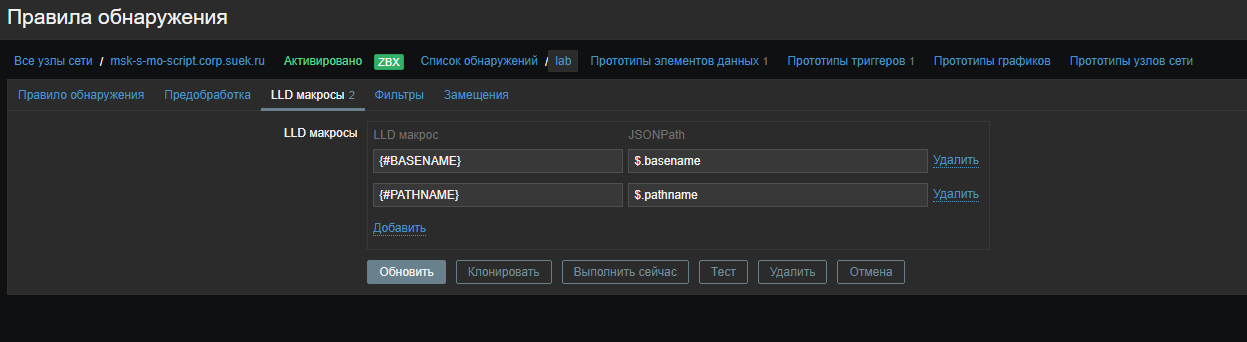 Правила обнаружения
Все узлы сети / msk-s-mo-script.corp.suek.ru Активировано ZBX Список обнаружений / lab Прототипы элементов данных 1 Прототипы триггеров 1 Прототипы графиков Прототипы узлов сети
Правило обнаружения Предобработка LLD макросы 2 Фильтры Замещения
LLD макросы LLD макрос JSONPath
{#BASENAME} $.basename Удалить
{#PATHNAME} $.pathname Удалить
Добавить
Обновить Клонировать Выполнить сейчас Тест Удалить Отмена